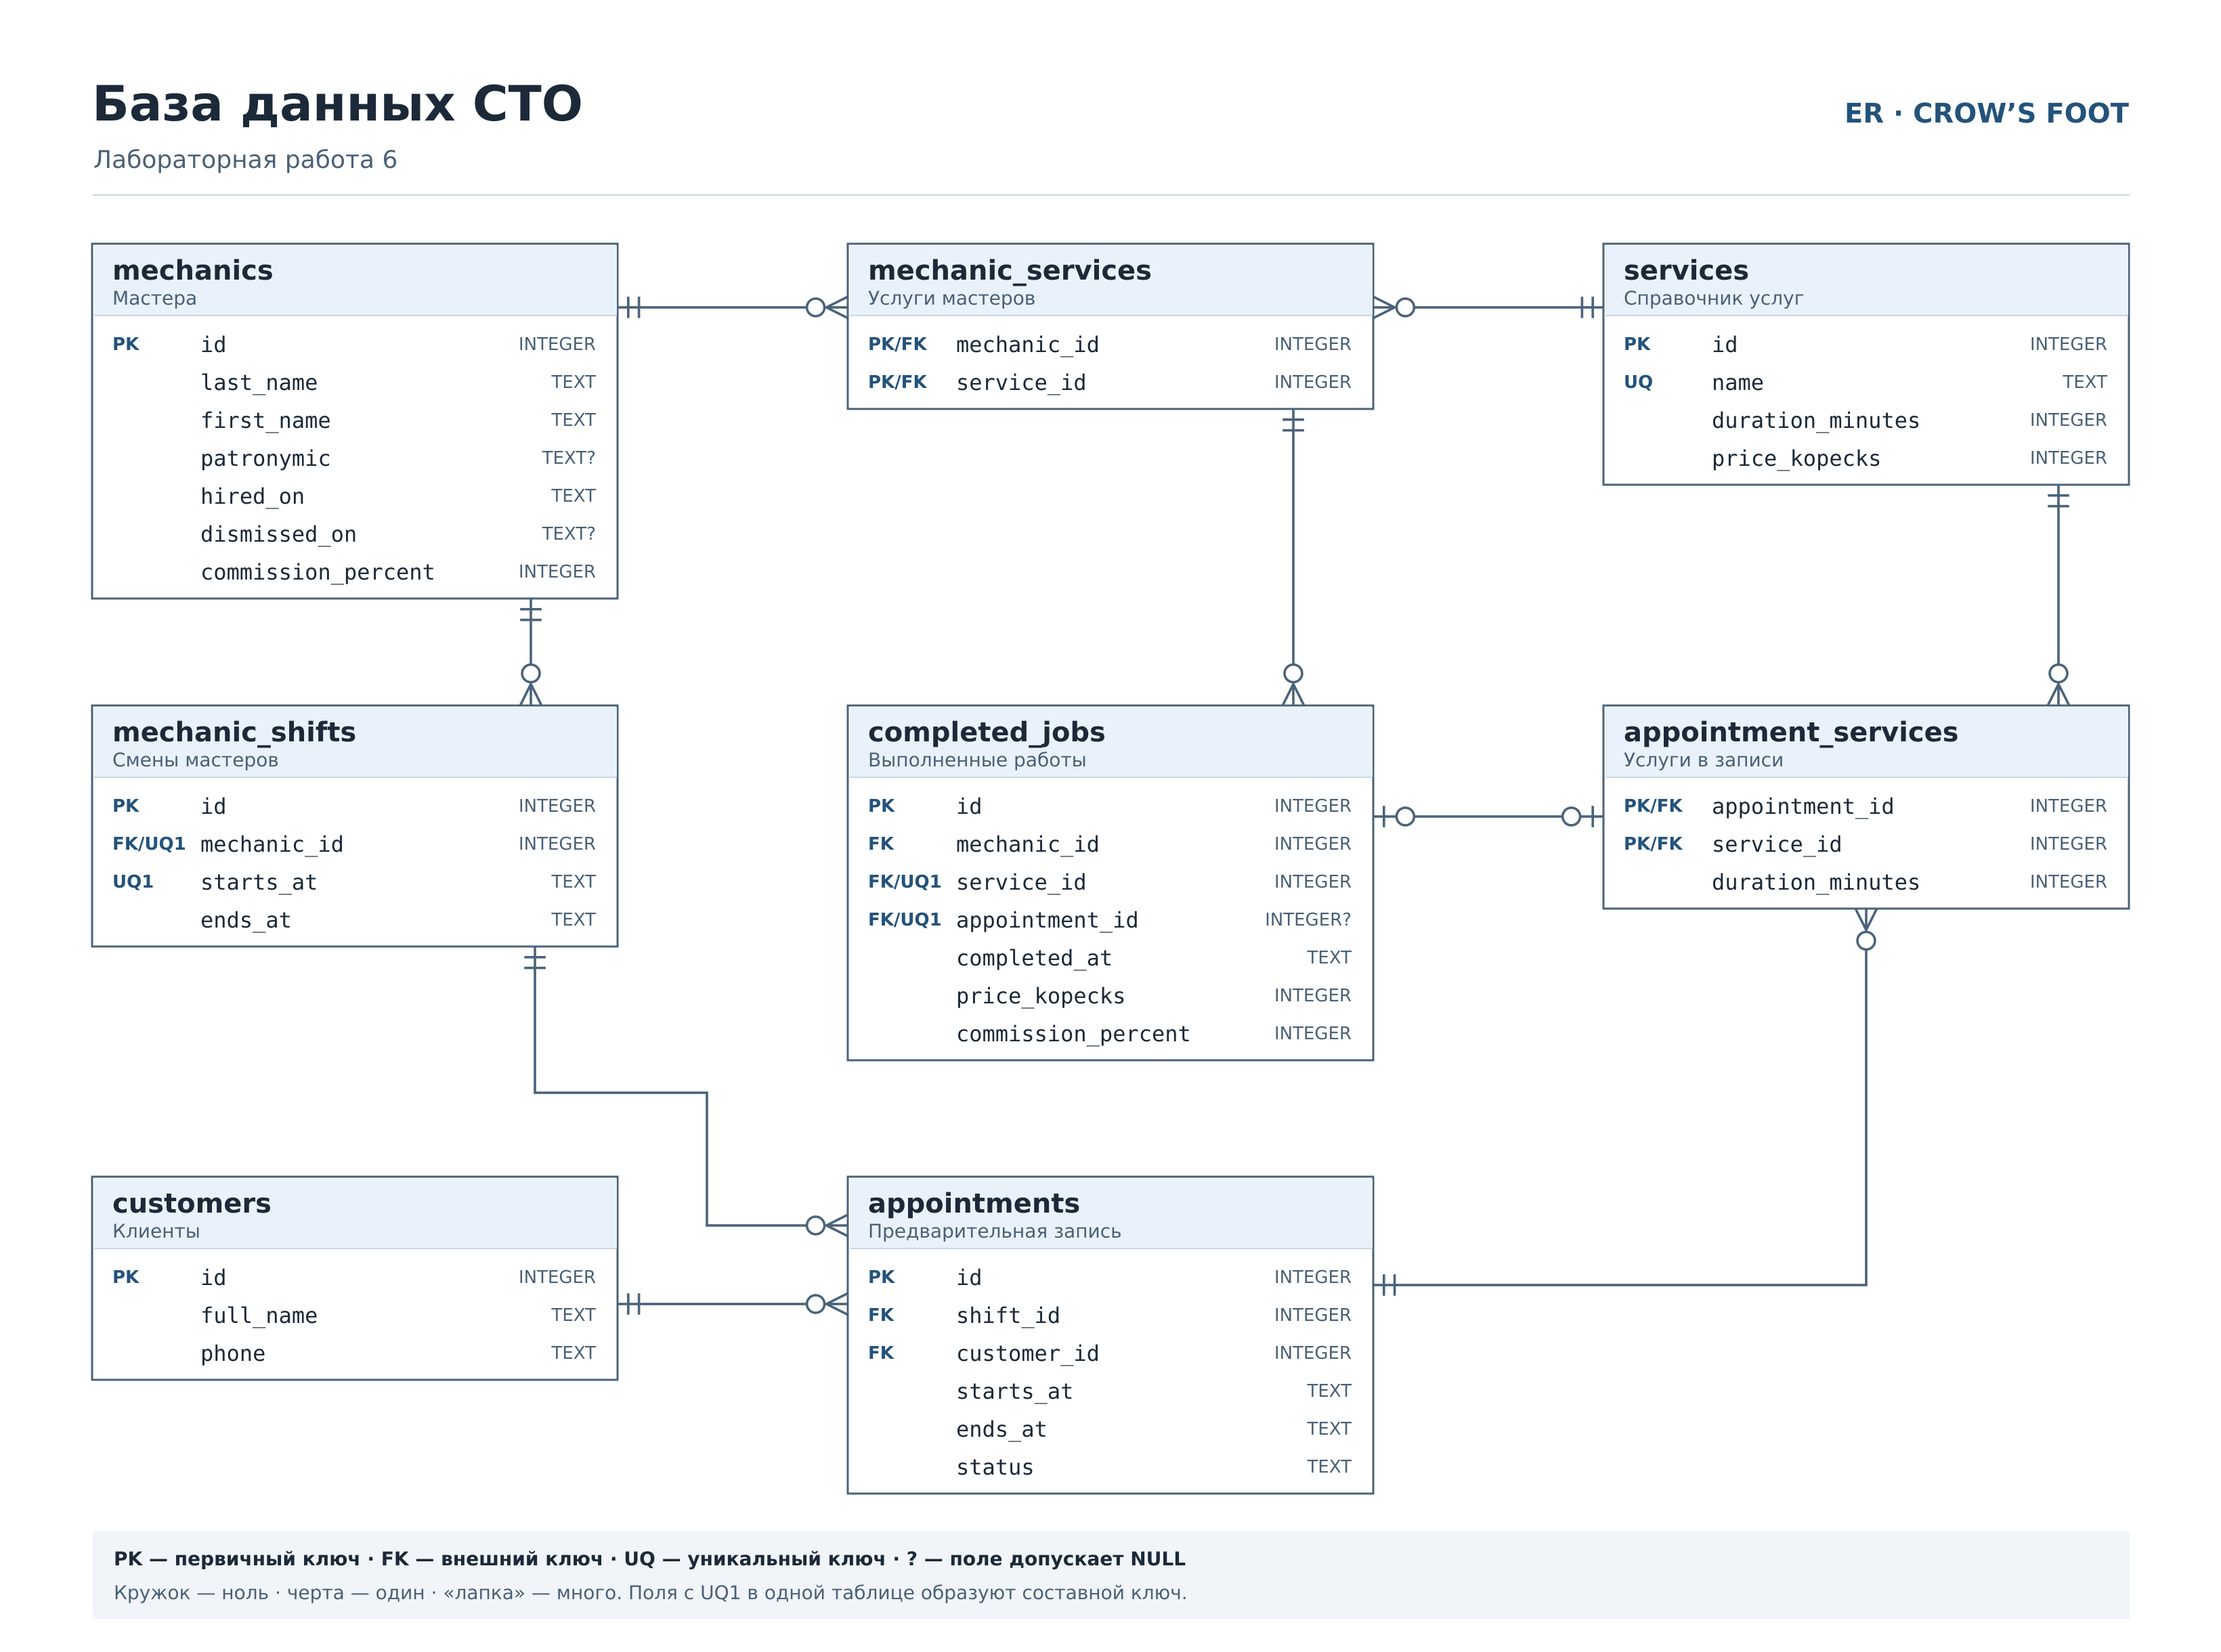 База данных СТО
ER · CROW’S FOOT
Лабораторная работа 6
mechanics
Мастера
PK id INTEGER
last_name TEXT
first_name TEXT
patronymic TEXT?
hired_on TEXT
dismissed_on TEXT?
commission_percent INTEGER
mechanic_services
Услуги мастеров
PK/FK mechanic_id INTEGER
PK/FK service_id INTEGER
services
Справочник услуг
PK id INTEGER
UQ name TEXT
duration_minutes INTEGER
price_kopecks INTEGER
mechanic_shifts
Смены мастеров
PK id INTEGER
FK/UQ1 mechanic_id INTEGER
UQ1 starts_at TEXT
ends_at TEXT
completed_jobs
Выполненные работы
PK id INTEGER
FK mechanic_id INTEGER
FK/UQ1 service_id INTEGER
FK/UQ1 appointment_id INTEGER?
completed_at TEXT
price_kopecks INTEGER
commission_percent INTEGER
appointment_services
Услуги в записи
PK/FK appointment_id INTEGER
PK/FK service_id INTEGER
duration_minutes INTEGER
customers
Клиенты
PK id INTEGER
full_name TEXT
phone TEXT
appointments
Предварительная запись
PK id INTEGER
FK shift_id INTEGER
FK customer_id INTEGER
starts_at TEXT
ends_at TEXT
status TEXT
PK — первичный ключ · FK — внешний ключ · UQ — уникальный ключ · ? — поле допускает NULL
Кружок — ноль · черта — один · «лапка» — много. Поля с UQ1 в одной таблице образуют составной ключ.